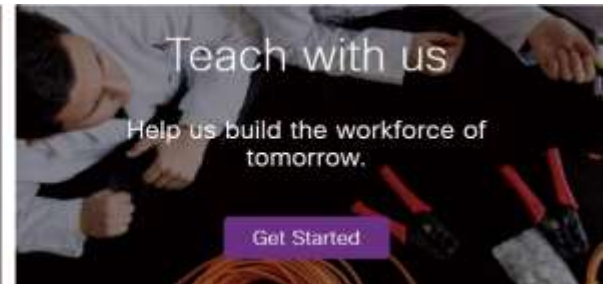 Teach with us
Help us build the workforce of
tomorrow.
Get Started